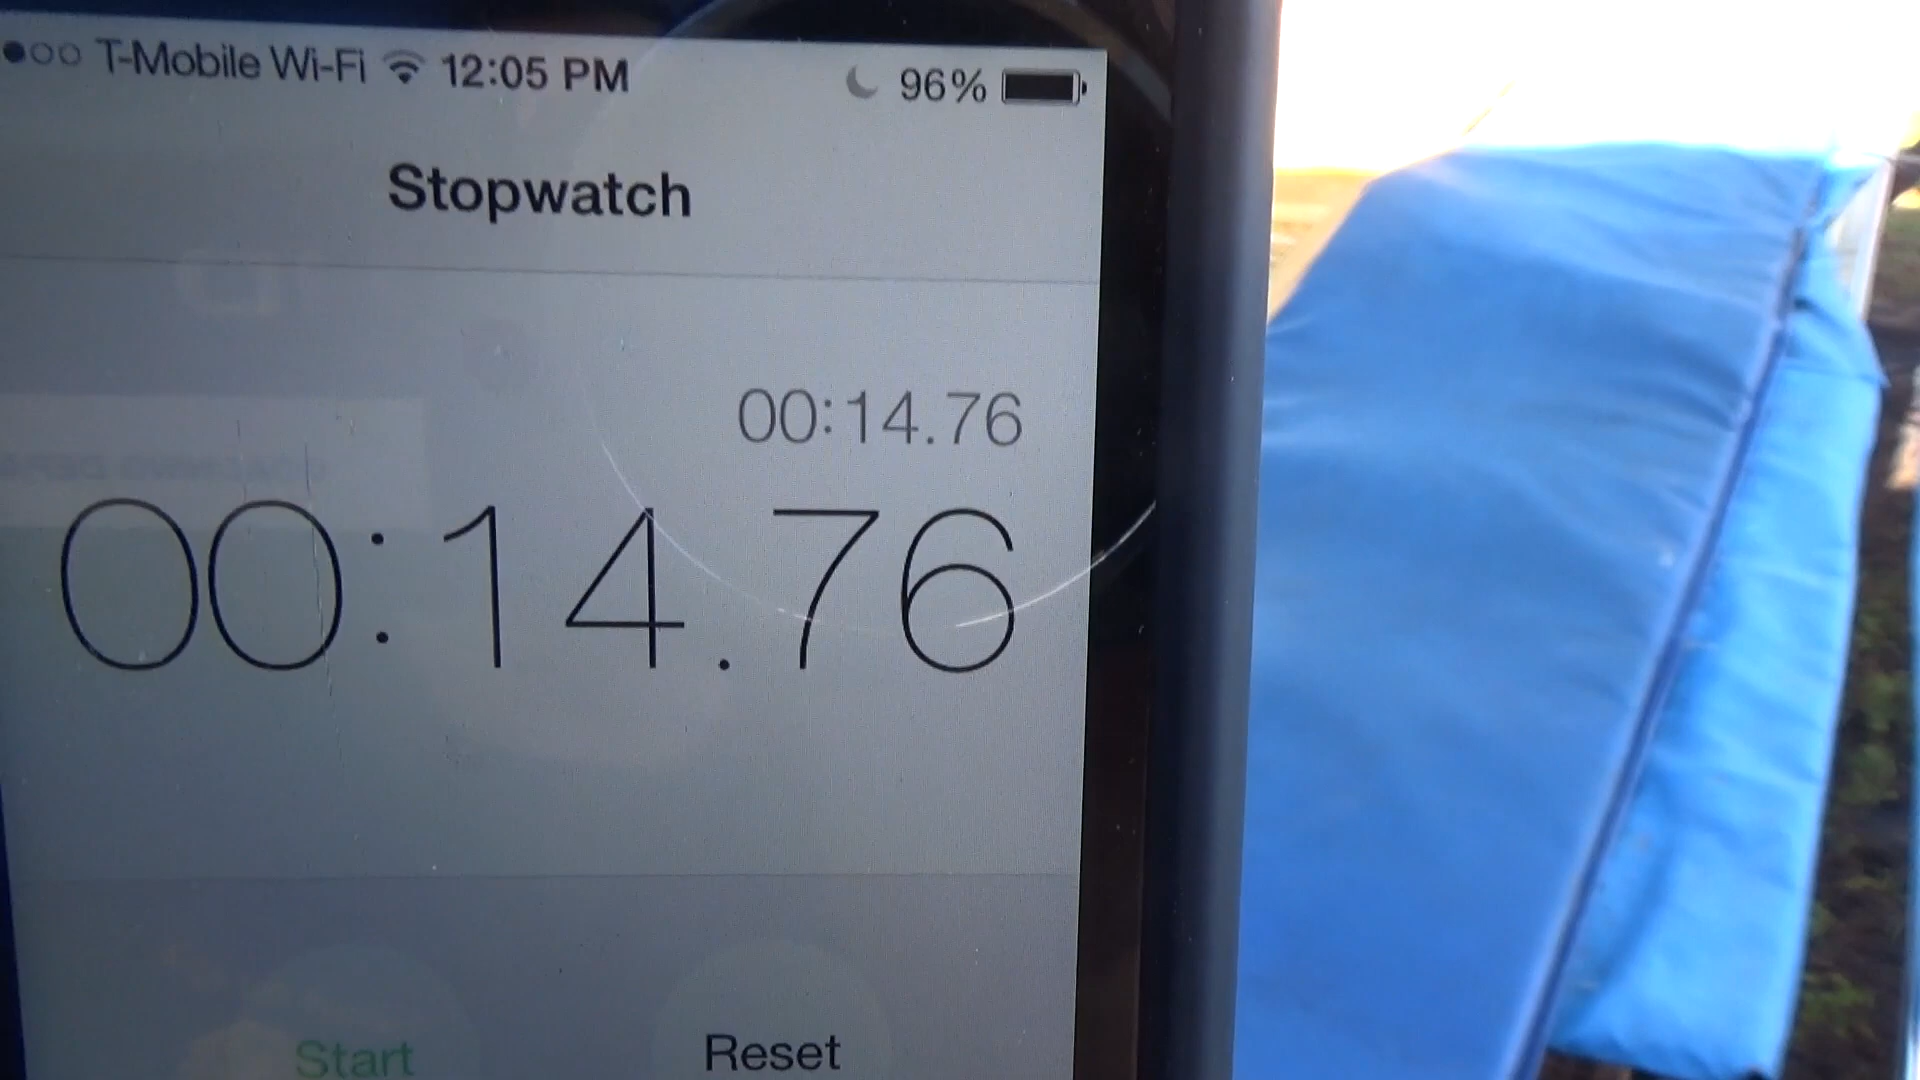 T-Mobile Wi-Fi 12:05 PM 96%
Stopwatch
00:14.76
00:14.76
Start Reset